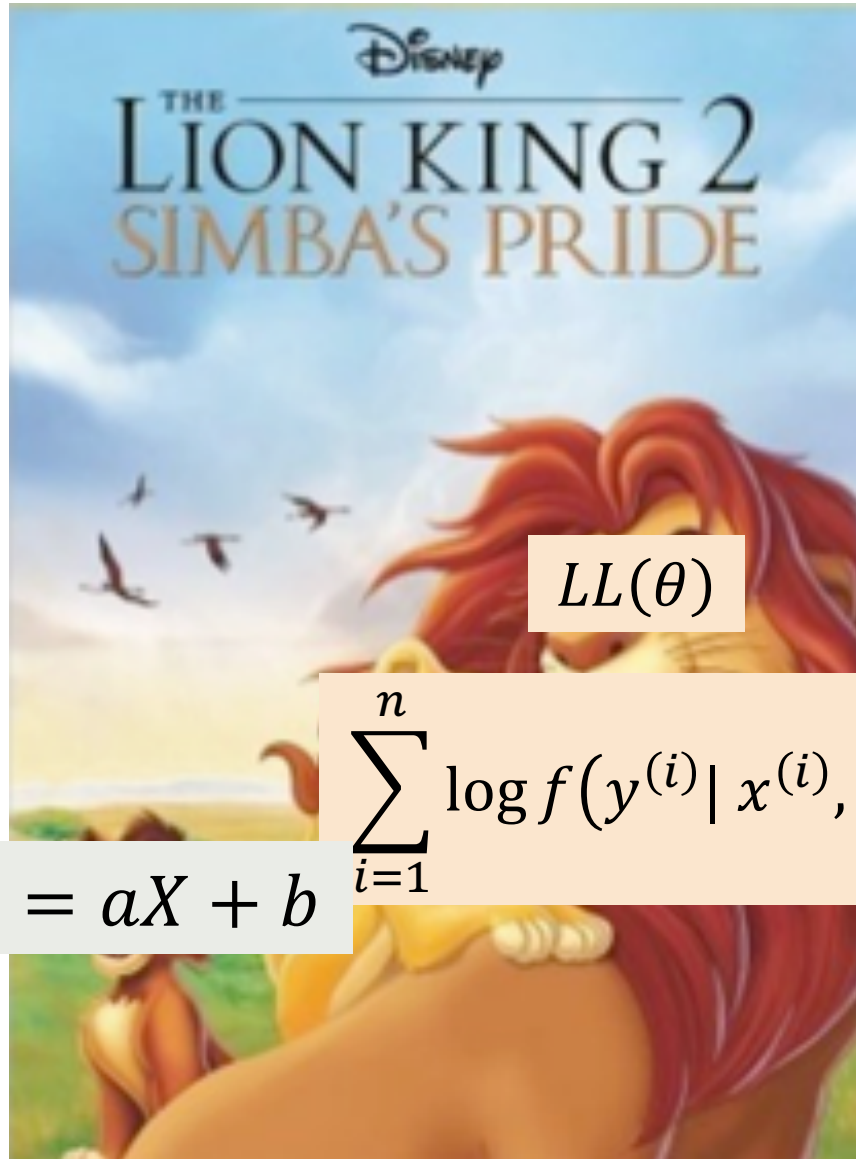 Disney
THE
LION KING 2
SIMBA'S PRIDE
LL(θ)
n
∑ log f(y⁽ⁱ⁾| x⁽ⁱ⁾,
i=1
= aX + b